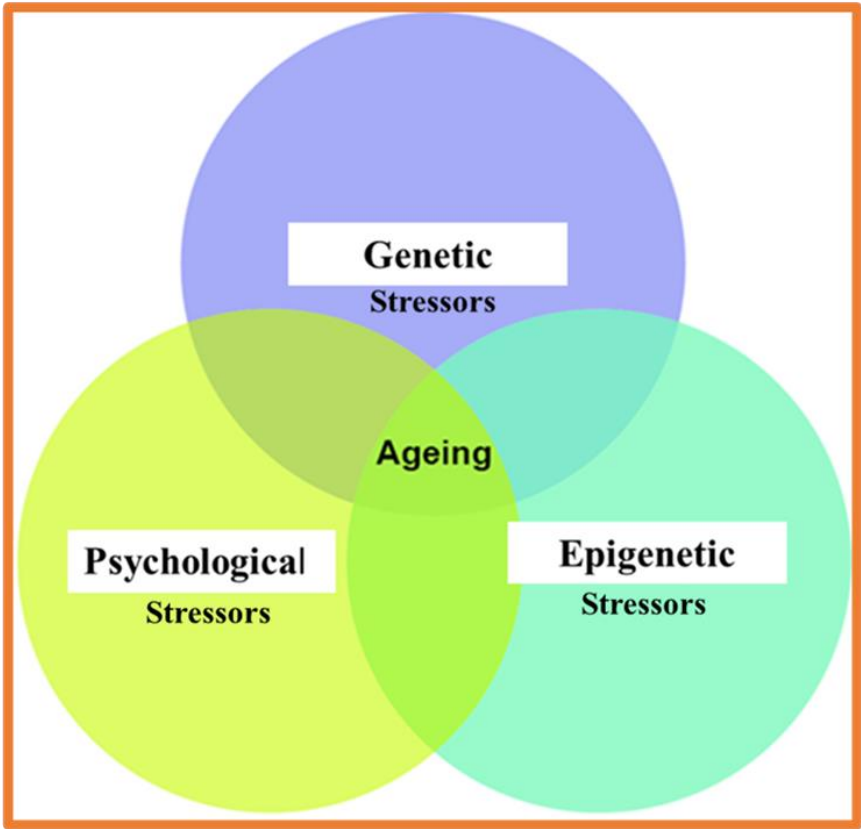 Genetic
Stressors
Ageing
Psychological
Stressors
Epigenetic
Stressors